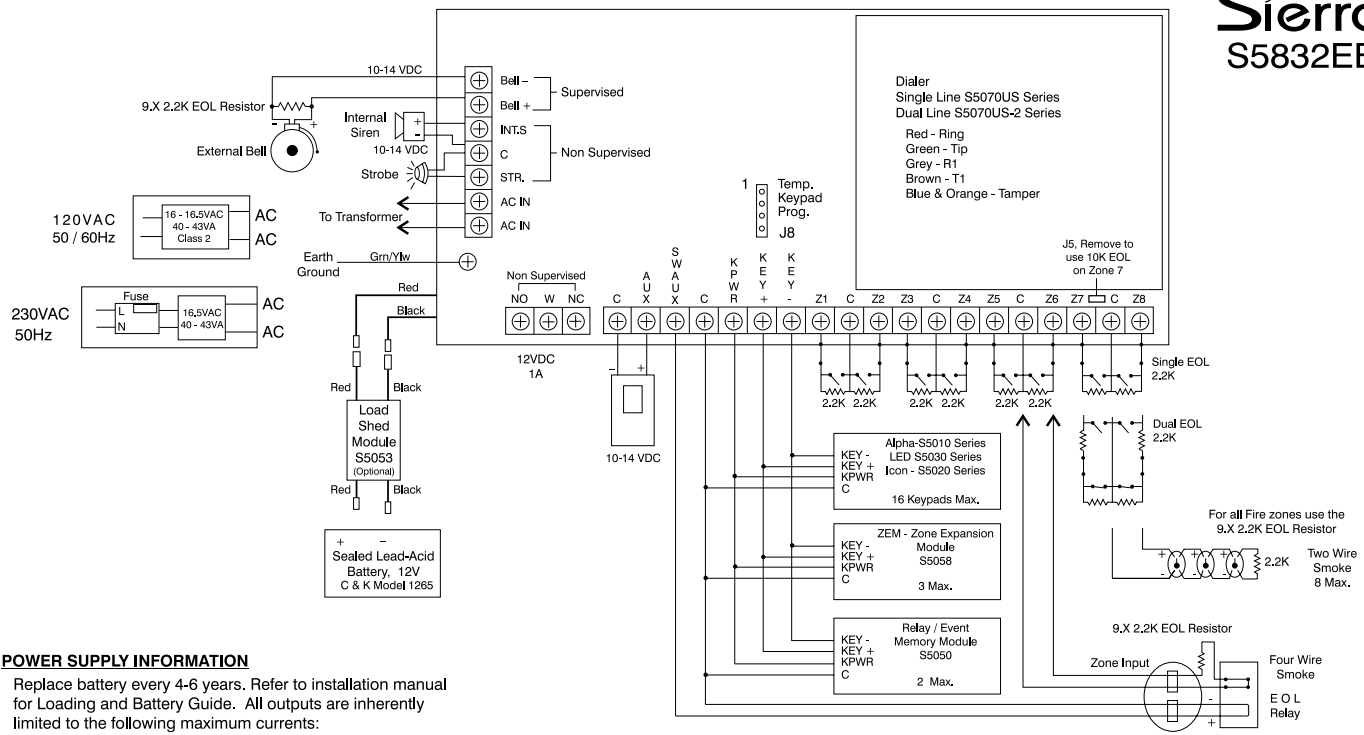 Sierra
S5832EE
10-14 VDC
Bell -
Bell +
Supervised
9.X 2.2K EOL Resistor
-
+
External Bell
Internal
Siren
+
-
10-14 VDC
INT.S
C
STR.
Non Supervised
Strobe
AC IN
AC IN
To Transformer
120VAC
50 / 60Hz
16 - 16.5VAC
40 - 43VA
Class 2
AC
AC
Earth
Ground
Grn/Ylw
230VAC
50Hz
Fuse
L
N
16.5VAC
40 - 43VA
AC
AC
Red
Black
Red
Black
Load
Shed
Module
S5053
(Optional)
Red
Black
+ -
Sealed Lead-Acid
Battery, 12V
C & K Model 1265
Dialer
Single Line S5070US Series
Dual Line S5070US-2 Series
Red - Ring
Green - Tip
Grey - R1
Brown - T1
Blue & Orange - Tamper
1
Temp.
Keypad
Prog.
J8
J5, Remove to
use 10K EOL
on Zone 7
Non Supervised
NO W NC
12VDC
1A
C AUX SWAUX C KPWR KEY+ KEY- Z1 C Z2 Z3 C Z4 Z5 C Z6 Z7 C Z8
- +
10-14 VDC
2.2K 2.2K
2.2K 2.2K
2.2K 2.2K
Single EOL
2.2K
Dual EOL
2.2K
KEY -
KEY +
KPWR
C
Alpha-S5010 Series
LED S5030 Series
Icon - S5020 Series
16 Keypads Max.
KEY -
KEY +
KPWR
C
ZEM - Zone Expansion
Module
S5058
3 Max.
KEY -
KEY +
KPWR
C
Relay / Event
Memory Module
S5050
2 Max.
For all Fire zones use the
9.X 2.2K EOL Resistor
+ + +
- - -
2.2K
Two Wire
Smoke
8 Max.
9.X 2.2K EOL Resistor
Zone Input
-
+
Four Wire
Smoke
E O L
Relay
POWER SUPPLY INFORMATION
Replace battery every 4-6 years. Refer to installation manual
for Loading and Battery Guide. All outputs are inherently
limited to the following maximum currents: